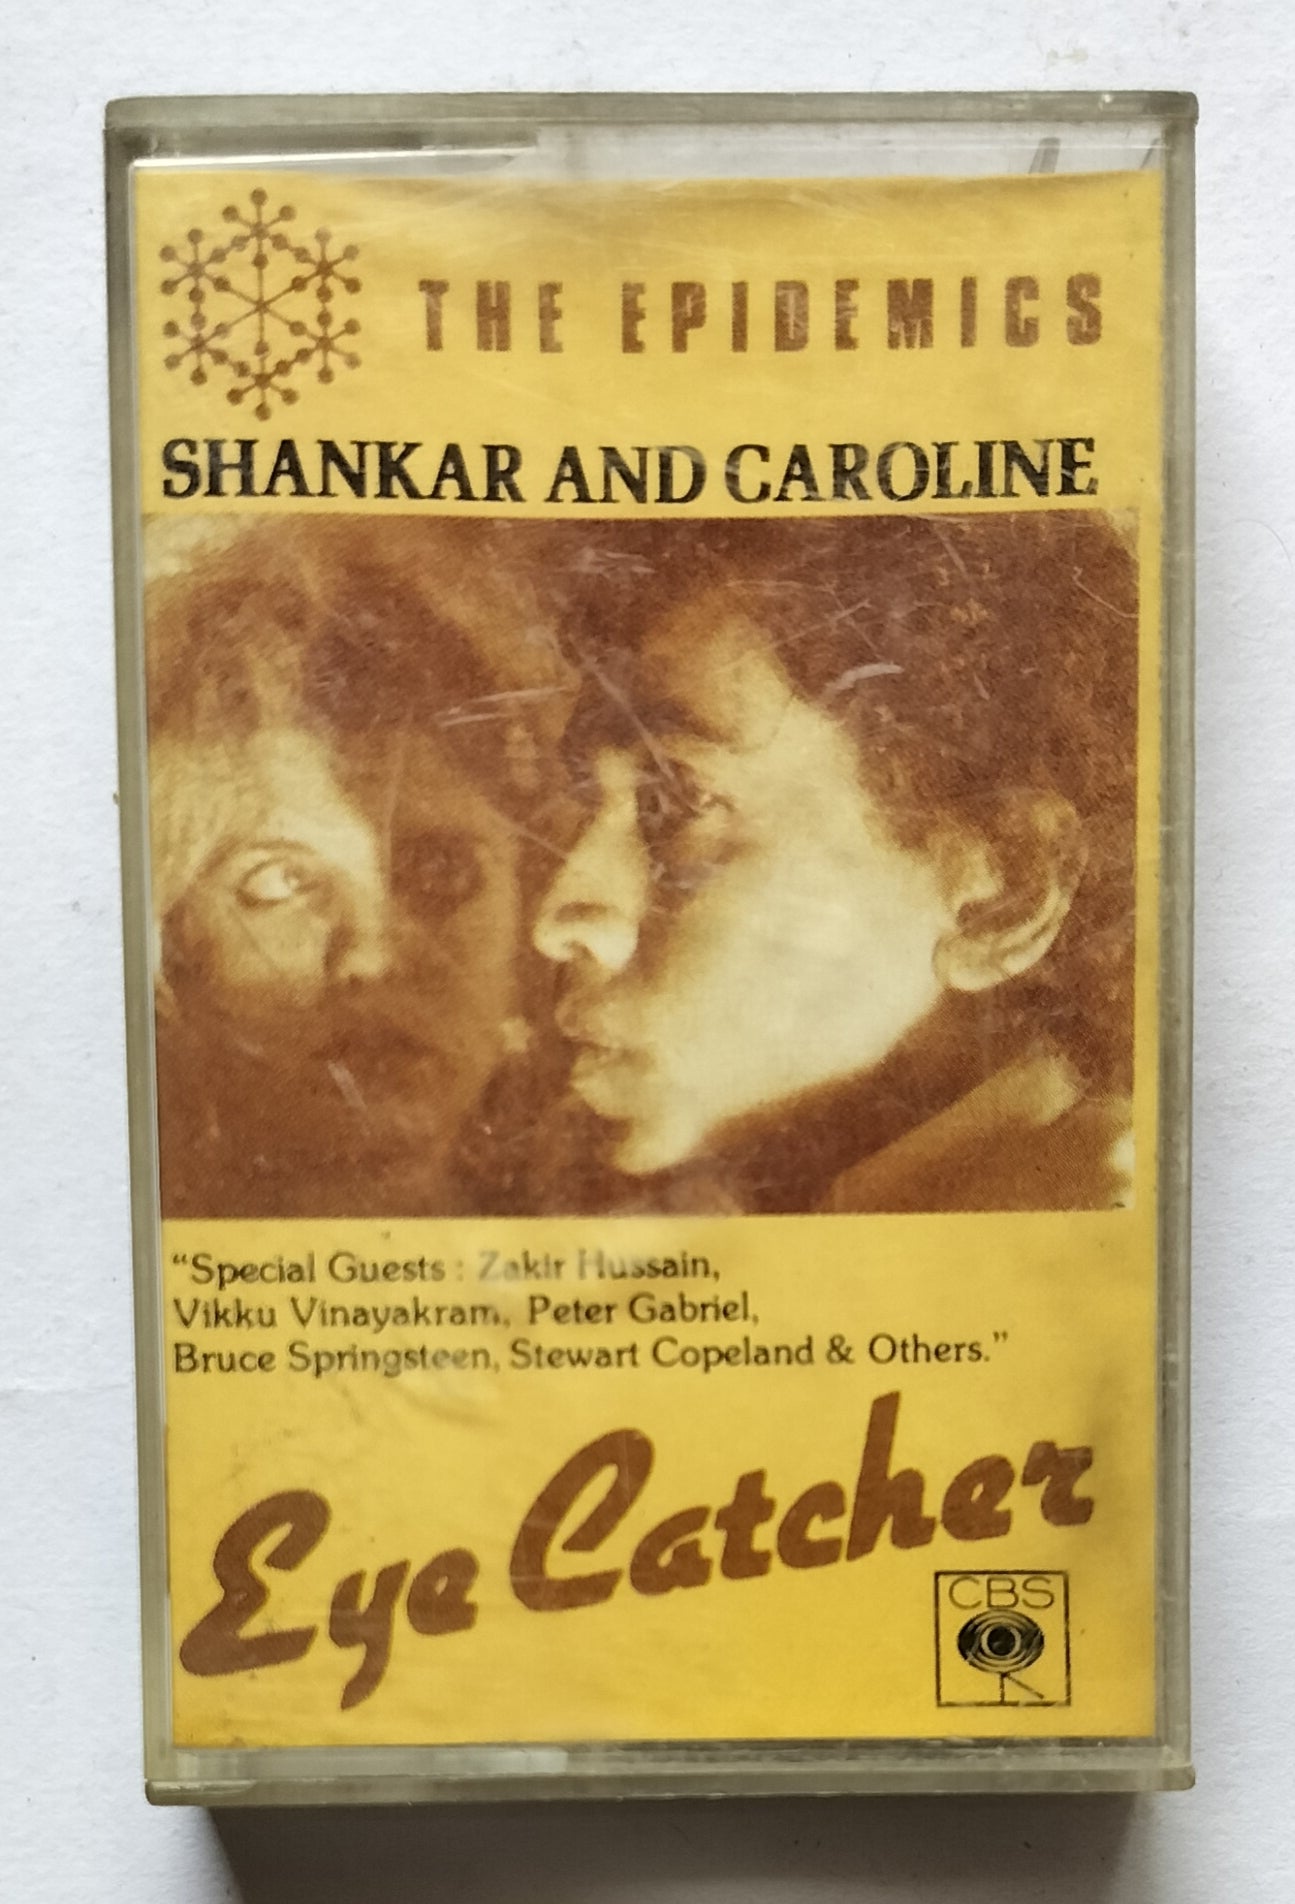 THE EPIDEMICS
SHANKAR AND CAROLINE
“Special Guests : Zakir Hussain,
Vikku Vinayakram, Peter Gabriel,
Bruce Springsteen, Stewart Copeland & Others.”
Eye Catcher
CBS